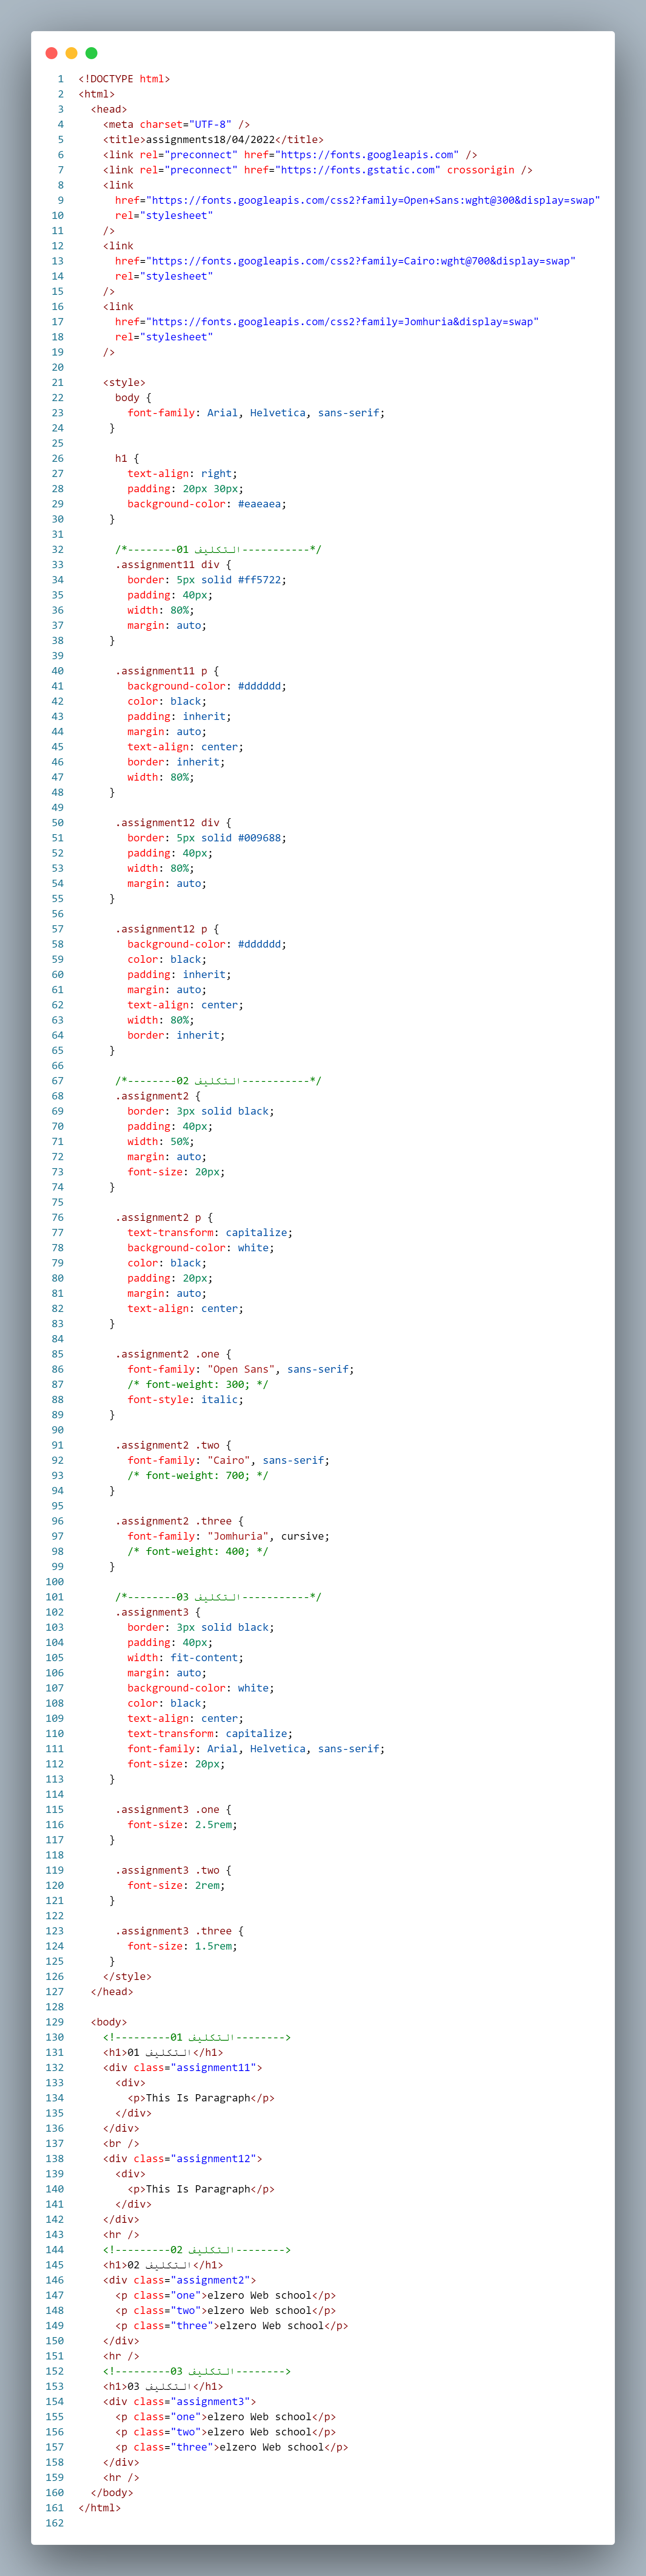 1 <!DOCTYPE html>
2 <html>
3   <head>
4     <meta charset="UTF-8" />
5     <title>assignments18/04/2022</title>
6     <link rel="preconnect" href="https://fonts.googleapis.com" />
7     <link rel="preconnect" href="https://fonts.gstatic.com" crossorigin />
8     <link
9       href="https://fonts.googleapis.com/css2?family=Open+Sans:wght@300&display=swap"
10       rel="stylesheet"
11     />
12     <link
13       href="https://fonts.googleapis.com/css2?family=Cairo:wght@700&display=swap"
14       rel="stylesheet"
15     />
16     <link
17       href="https://fonts.googleapis.com/css2?family=Jomhuria&display=swap"
18       rel="stylesheet"
19     />
20
21     <style>
22       body {
23         font-family: Arial, Helvetica, sans-serif;
24      }
25
26       h1 {
27         text-align: right;
28         padding: 20px 30px;
29         background-color: #eaeaea;
30      }
31
32       /*--------01 التكليف-----------*/
33       .assignment11 div {
34         border: 5px solid #ff5722;
35         padding: 40px;
36         width: 80%;
37         margin: auto;
38      }
39
40       .assignment11 p {
41         background-color: #dddddd;
42         color: black;
43         padding: inherit;
44         margin: auto;
45         text-align: center;
46         border: inherit;
47         width: 80%;
48      }
49
50       .assignment12 div {
51         border: 5px solid #009688;
52         padding: 40px;
53         width: 80%;
54         margin: auto;
55      }
56
57       .assignment12 p {
58         background-color: #dddddd;
59         color: black;
60         padding: inherit;
61         margin: auto;
62         text-align: center;
63         width: 80%;
64         border: inherit;
65      }
66
67       /*--------02 التكليف-----------*/
68       .assignment2 {
69         border: 3px solid black;
70         padding: 40px;
71         width: 50%;
72         margin: auto;
73         font-size: 20px;
74      }
75
76       .assignment2 p {
77         text-transform: capitalize;
78         background-color: white;
79         color: black;
80         padding: 20px;
81         margin: auto;
82         text-align: center;
83      }
84
85       .assignment2 .one {
86         font-family: "Open Sans", sans-serif;
87         /* font-weight: 300; */
88         font-style: italic;
89      }
90
91       .assignment2 .two {
92         font-family: "Cairo", sans-serif;
93         /* font-weight: 700; */
94      }
95
96       .assignment2 .three {
97         font-family: "Jomhuria", cursive;
98         /* font-weight: 400; */
99      }
100
101       /*--------03 التكليف-----------*/
102       .assignment3 {
103         border: 3px solid black;
104         padding: 40px;
105         width: fit-content;
106         margin: auto;
107         background-color: white;
108         color: black;
109         text-align: center;
110         text-transform: capitalize;
111         font-family: Arial, Helvetica, sans-serif;
112         font-size: 20px;
113      }
114
115       .assignment3 .one {
116         font-size: 2.5rem;
117      }
118
119       .assignment3 .two {
120         font-size: 2rem;
121      }
122
123       .assignment3 .three {
124         font-size: 1.5rem;
125      }
126     </style>
127   </head>
128
129   <body>
130     <!---------01 التكليف-------->
131     <h1>01 التكليف</h1>
132     <div class="assignment11">
133       <div>
134         <p>This Is Paragraph</p>
135       </div>
136     </div>
137     <br />
138     <div class="assignment12">
139       <div>
140         <p>This Is Paragraph</p>
141       </div>
142     </div>
143     <hr />
144     <!---------02 التكليف-------->
145     <h1>02 التكليف</h1>
146     <div class="assignment2">
147       <p class="one">elzero Web school</p>
148       <p class="two">elzero Web school</p>
149       <p class="three">elzero Web school</p>
150     </div>
151     <hr />
152     <!---------03 التكليف-------->
153     <h1>03 التكليف</h1>
154     <div class="assignment3">
155       <p class="one">elzero Web school</p>
156       <p class="two">elzero Web school</p>
157       <p class="three">elzero Web school</p>
158     </div>
159     <hr />
160   </body>
161 </html>
162